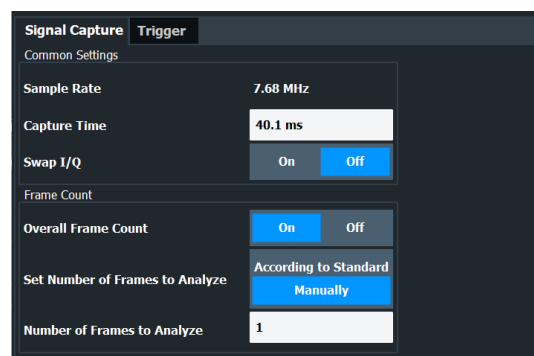 Signal Capture Trigger
Common Settings
Sample Rate 7.68 MHz
Capture Time 40.1 ms
Swap I/Q On Off
Frame Count
Overall Frame Count On Off
According to Standard
Set Number of Frames to Analyze
Manually
Number of Frames to Analyze 1